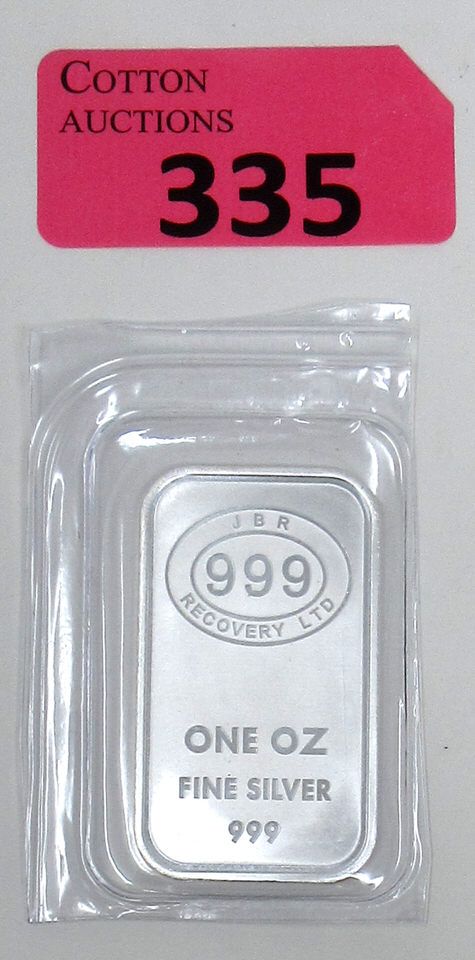 COTTON
AUCTIONS
335
JBR
999
RECOVERY LTD
ONE OZ
FINE SILVER
999